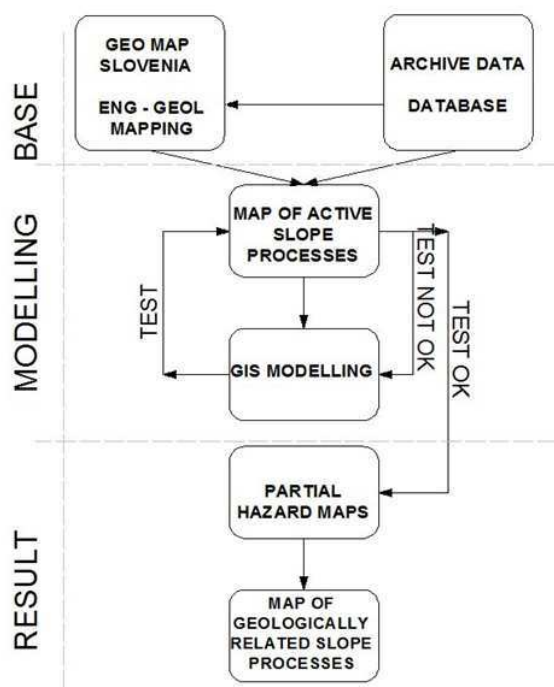 BASE
GEO MAP
SLOVENIA
ENG - GEOL
MAPPING
ARCHIVE DATA
DATABASE
MODELLING
MAP OF ACTIVE
SLOPE
PROCESSES
TEST
TEST NOT OK
TEST OK
GIS MODELLING
RESULT
PARTIAL
HAZARD MAPS
MAP OF
GEOLOGICALLY
RELATED SLOPE
PROCESSES